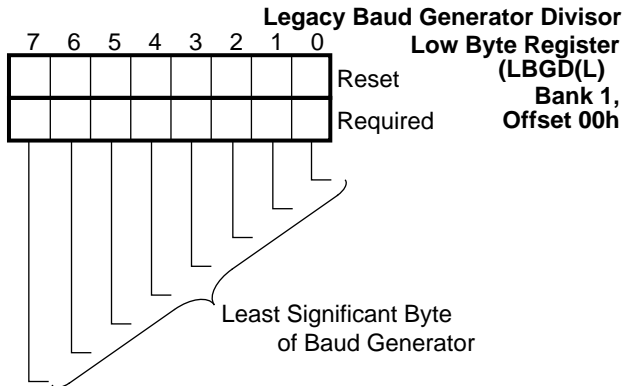 Legacy Baud Generator Divisor
Low Byte Register
(LBGD(L)
Bank 1,
Offset 00h
7 6 5 4 3 2 1 0
Reset
Required
Least Significant Byte
of Baud Generator